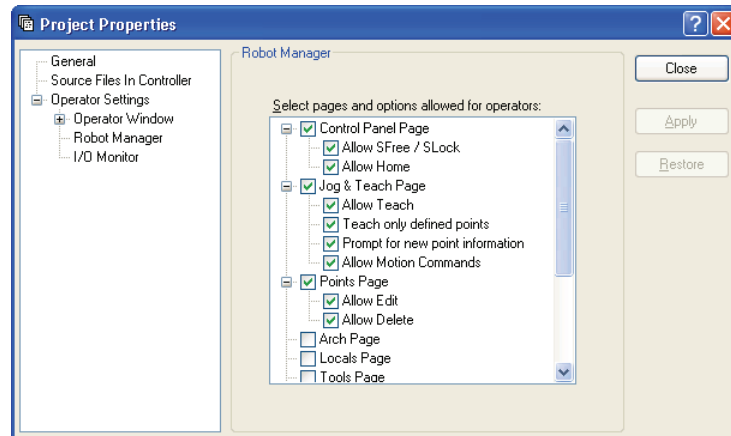 Project Properties
General
Source Files In Controller
Operator Settings
Operator Window
Robot Manager
I/O Monitor
Robot Manager
Select pages and options allowed for operators:
Control Panel Page
Allow SFree / SLock
Allow Home
Jog & Teach Page
Allow Teach
Teach only defined points
Prompt for new point information
Allow Motion Commands
Points Page
Allow Edit
Allow Delete
Arch Page
Locals Page
Tools Page
Close
Apply
Restore